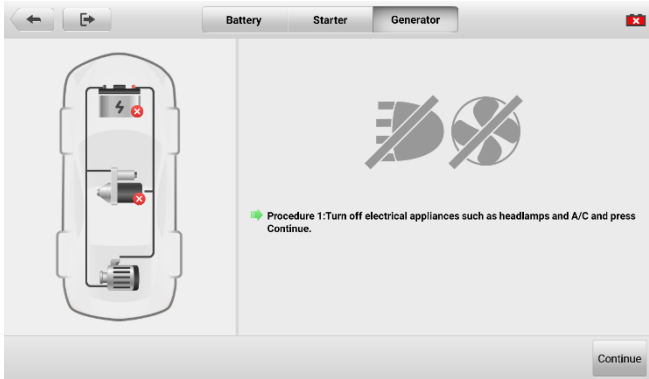 Battery
Starter
Generator
Procedure 1:Turn off electrical appliances such as headlamps and A/C and press
Continue.
Continue